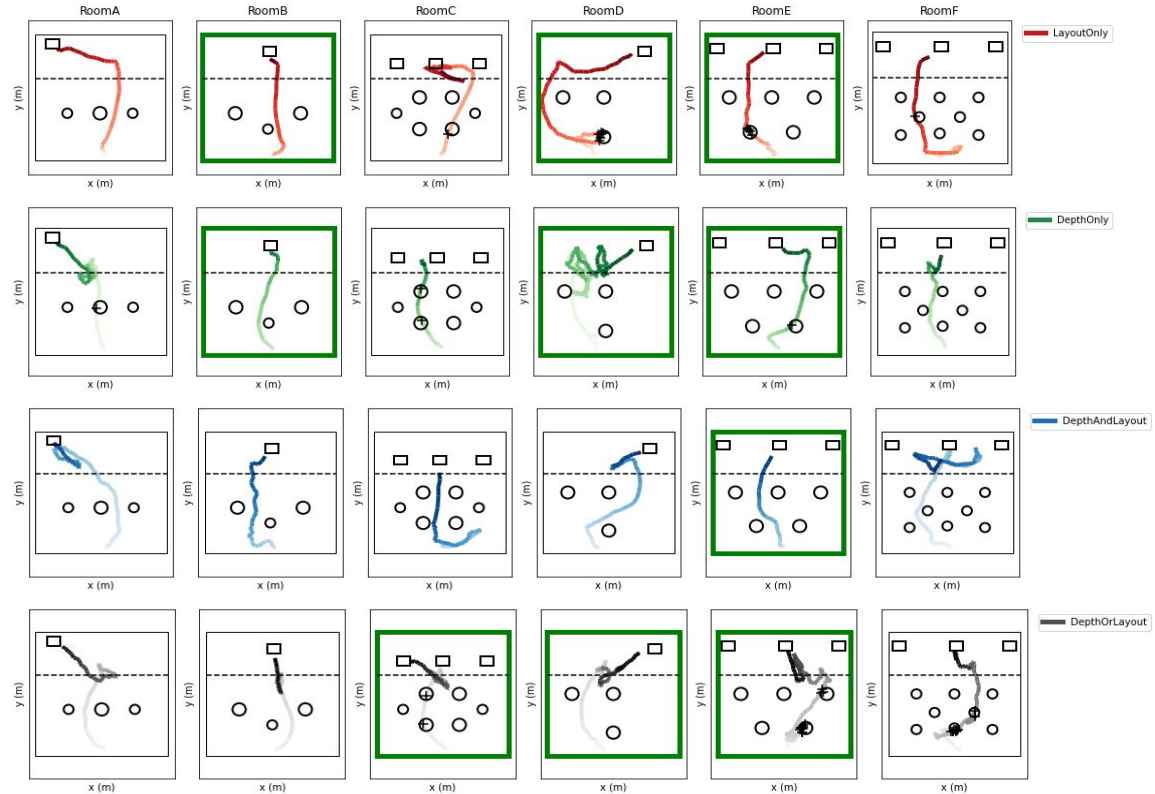 RoomA RoomB RoomC RoomD RoomE RoomF
LayoutOnly
y (m) y (m) y (m) y (m) y (m) y (m)
x (m) x (m) x (m) x (m) x (m) x (m)
DepthOnly
y (m) y (m) y (m) y (m) y (m) y (m)
x (m) x (m) x (m) x (m) x (m) x (m)
DepthAndLayout
y (m) y (m) y (m) y (m) y (m) y (m)
x (m) x (m) x (m) x (m) x (m) x (m)
DepthOrLayout
y (m) y (m) y (m) y (m) y (m) y (m)
x (m) x (m) x (m) x (m) x (m) x (m)